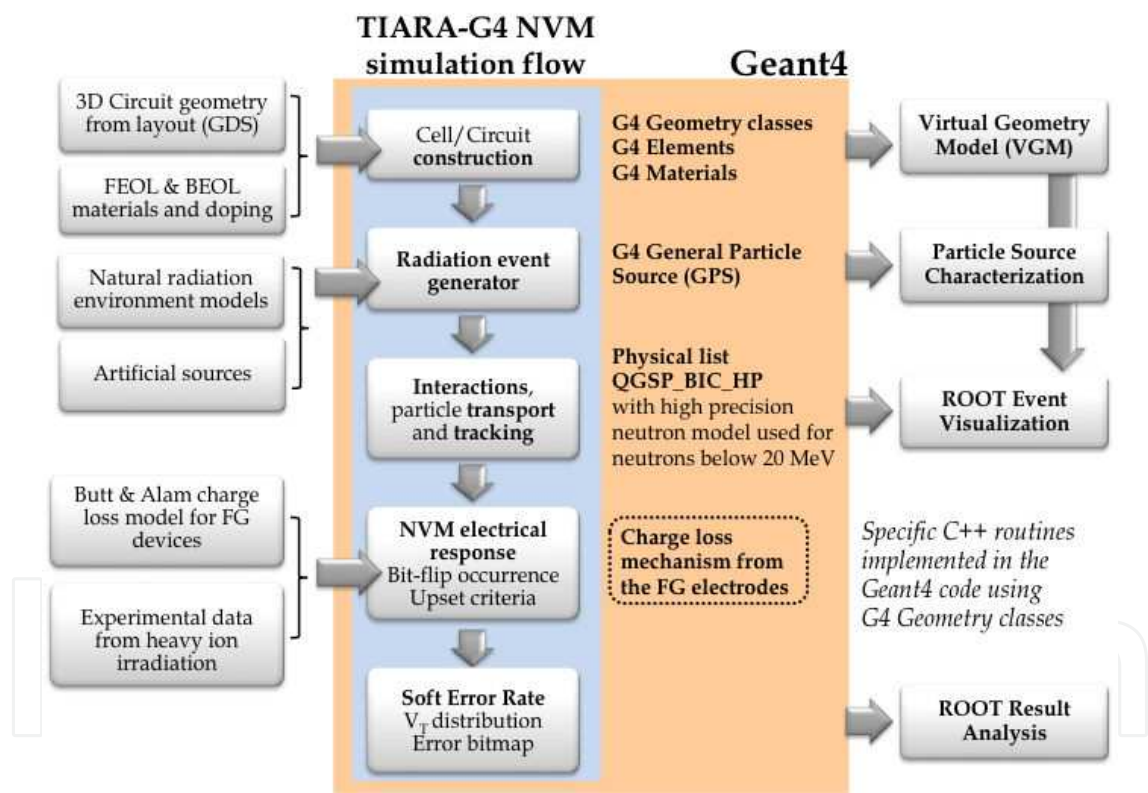 TIARA-G4 NVM
simulation flow
Geant4
3D Circuit geometry
from layout (GDS)
FEOL & BEOL
materials and doping
Natural radiation
environment models
Artificial sources
Butt & Alam charge
loss model for FG
devices
Experimental data
from heavy ion
irradiation
Cell/Circuit
construction
Radiation event
generator
Interactions,
particle transport
and tracking
NVM electrical
response
Bit-flip occurrence
Upset criteria
Soft Error Rate
V_T distribution
Error bitmap
G4 Geometry classes
G4 Elements
G4 Materials
G4 General Particle
Source (GPS)
Physical list
QGSP_BIC_HP
with high precision
neutron model used for
neutrons below 20 MeV
Charge loss
mechanism from
the FG electrodes
Virtual Geometry
Model (VGM)
Particle Source
Characterization
ROOT Event
Visualization
Specific C++ routines
implemented in the
Geant4 code using
G4 Geometry classes
ROOT Result
Analysis